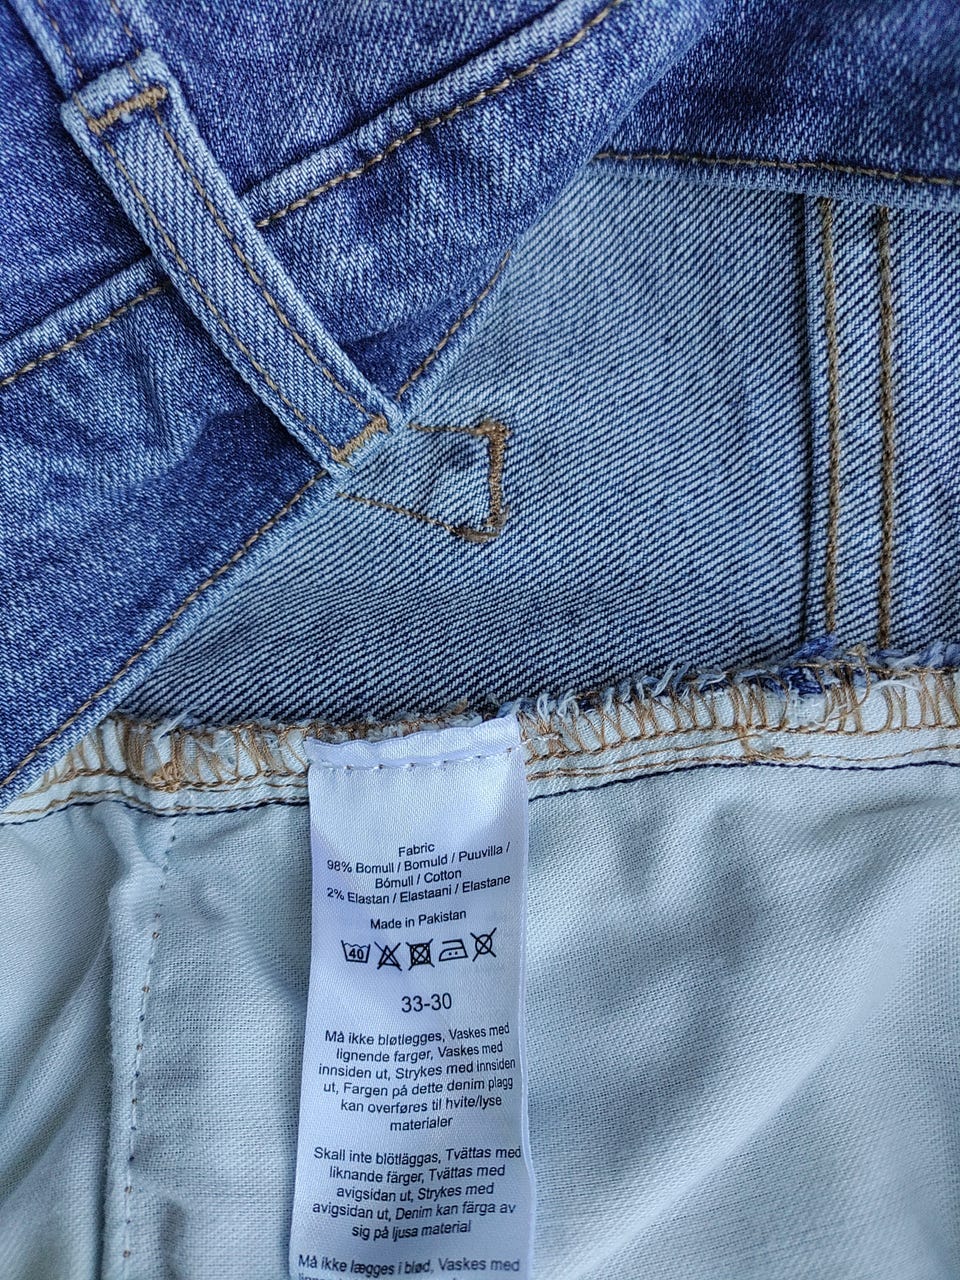 Fabric
98% Bomull / Bomuld / Puuvilla /
Bómull / Cotton
2% Elastan / Elastaani / Elastane
Made in Pakistan
40
33-30
Må ikke bløtlegges, Vaskes med
lignende farger, Vaskes med
innsiden ut, Strykes med innsiden
ut, Fargen på dette denim plagg
kan overføres til hvite/lyse
materialer
Skall inte blötläggas, Tvättas med
liknande färger, Tvättas med
avigsidan ut, Strykes med
avigsidan ut, Denim kan färga av
sig på ljusa material
Må ikke lægges i blød, Vaskes med